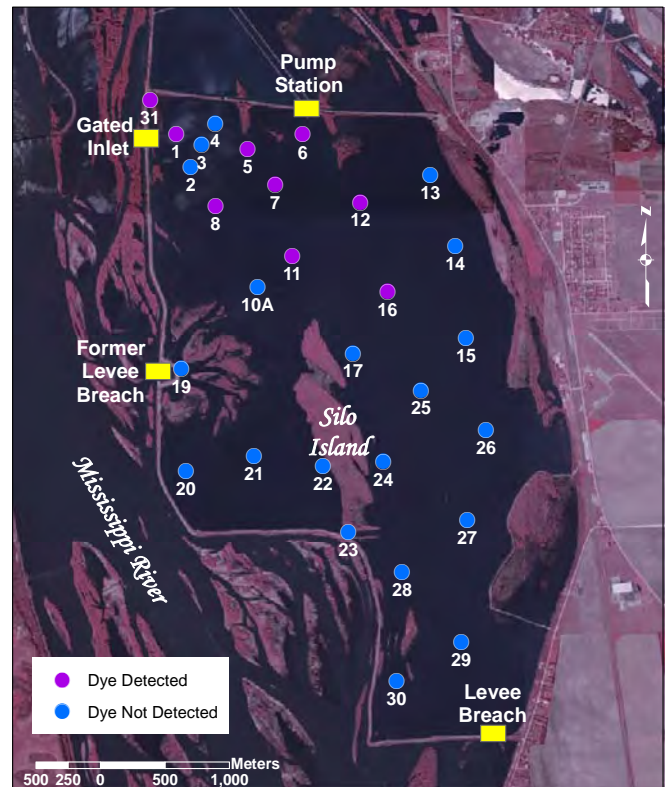 Pump
Station
31
Gated
Inlet
1
4
3
2
5
6
7
8
12
13
11
14
10A
16
N
Former
Levee
Breach
19
17
15
25
Silo
Island
26
20
21
22
24
Mississippi River
23
27
28
29
30
Levee
Breach
Dye Detected
Dye Not Detected
Meters
500 250 0 500 1,000